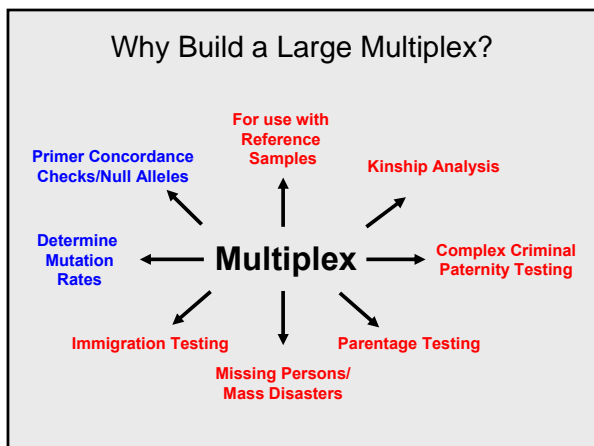 Why Build a Large Multiplex?
For use with
Reference
Samples
Primer Concordance
Checks/Null Alleles
Kinship Analysis
Determine
Mutation
Rates
Multiplex
Complex Criminal
Paternity Testing
Immigration Testing
Parentage Testing
Missing Persons/
Mass Disasters